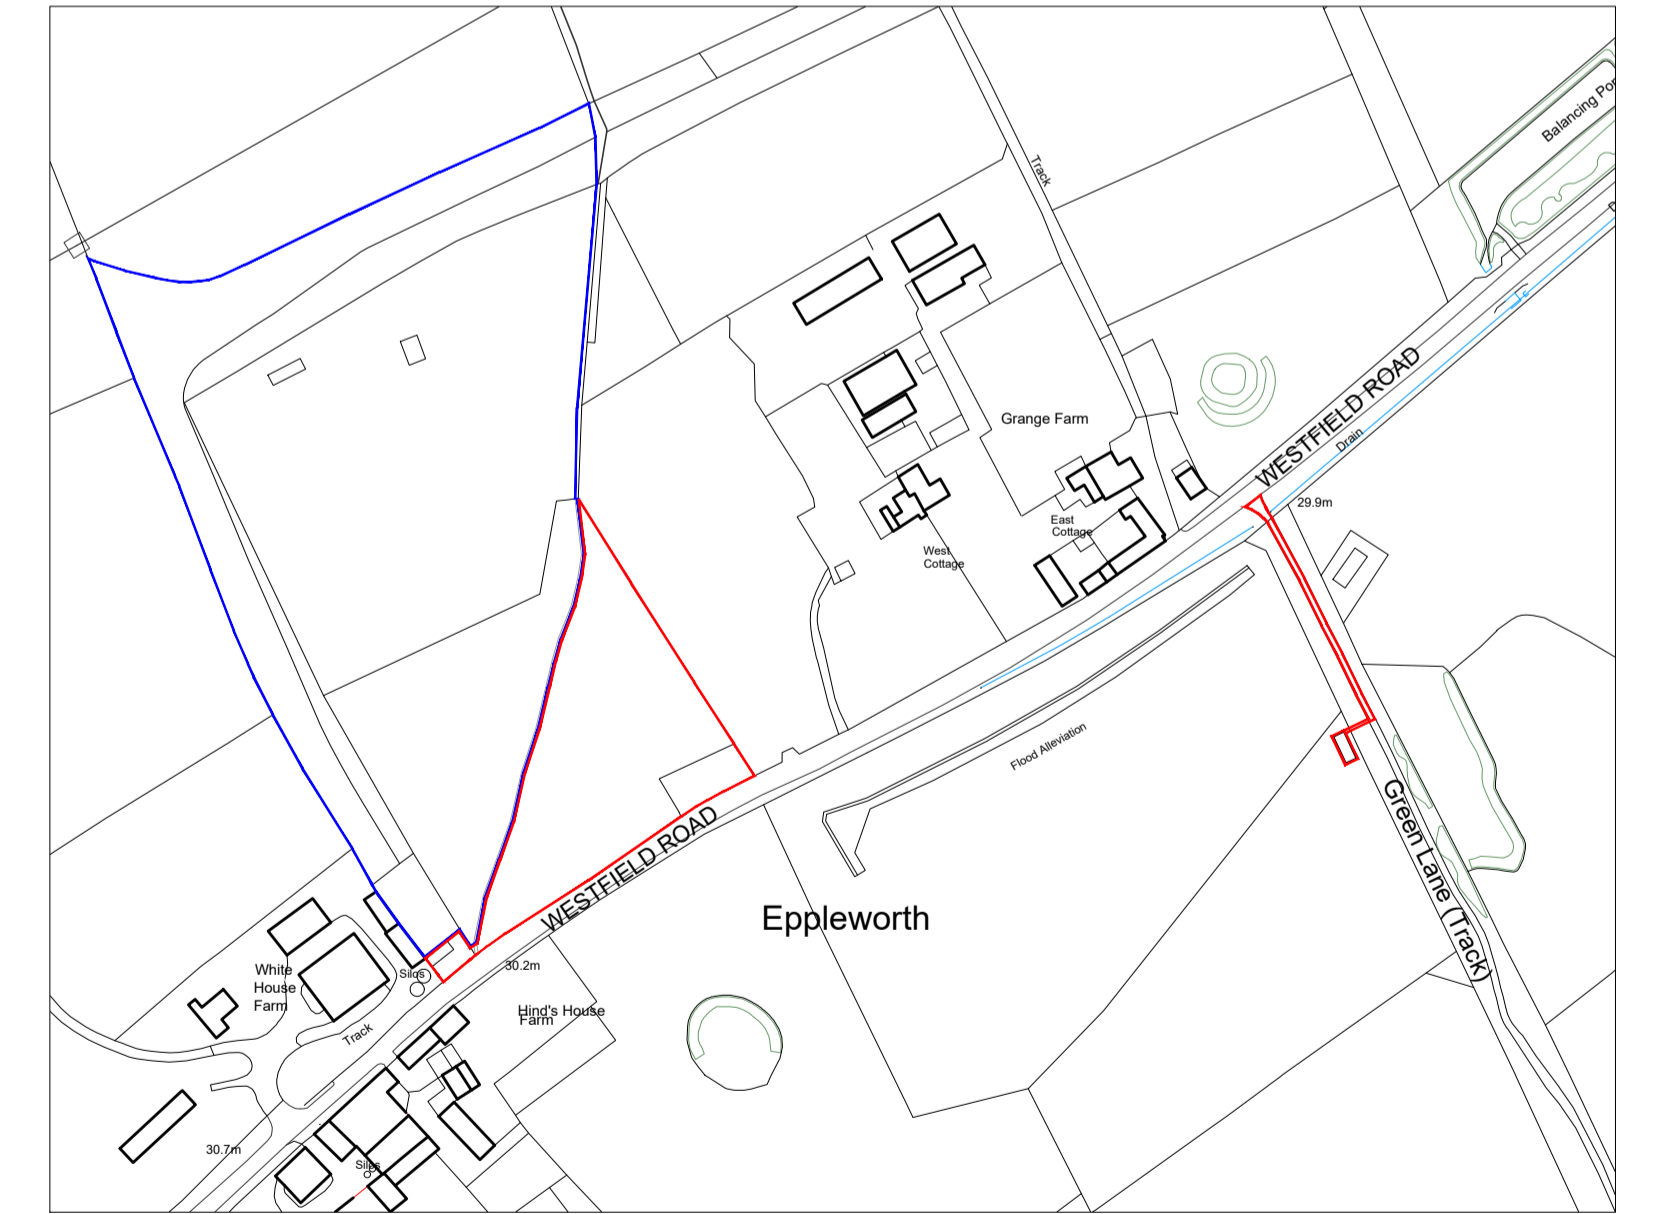 Balancing Por
D
Track
c
WESTFIELD ROAD
Drain
Grange Farm
29.9m
East
Cottage
West
Cottage
Flood Alleviation
Green Lane (Track)
WESTFIELD ROAD
Eppleworth
White
House
Farm
Silos
30.2m
Hind's House
Farm
Track
30.7m
Silos